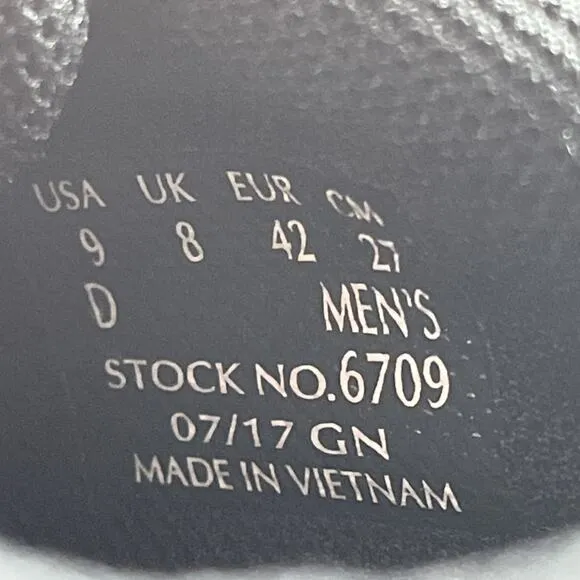 USA UK EUR CM
9 8 42 27
D MEN'S
STOCK NO.6709
07/17 GN
MADE IN VIETNAM